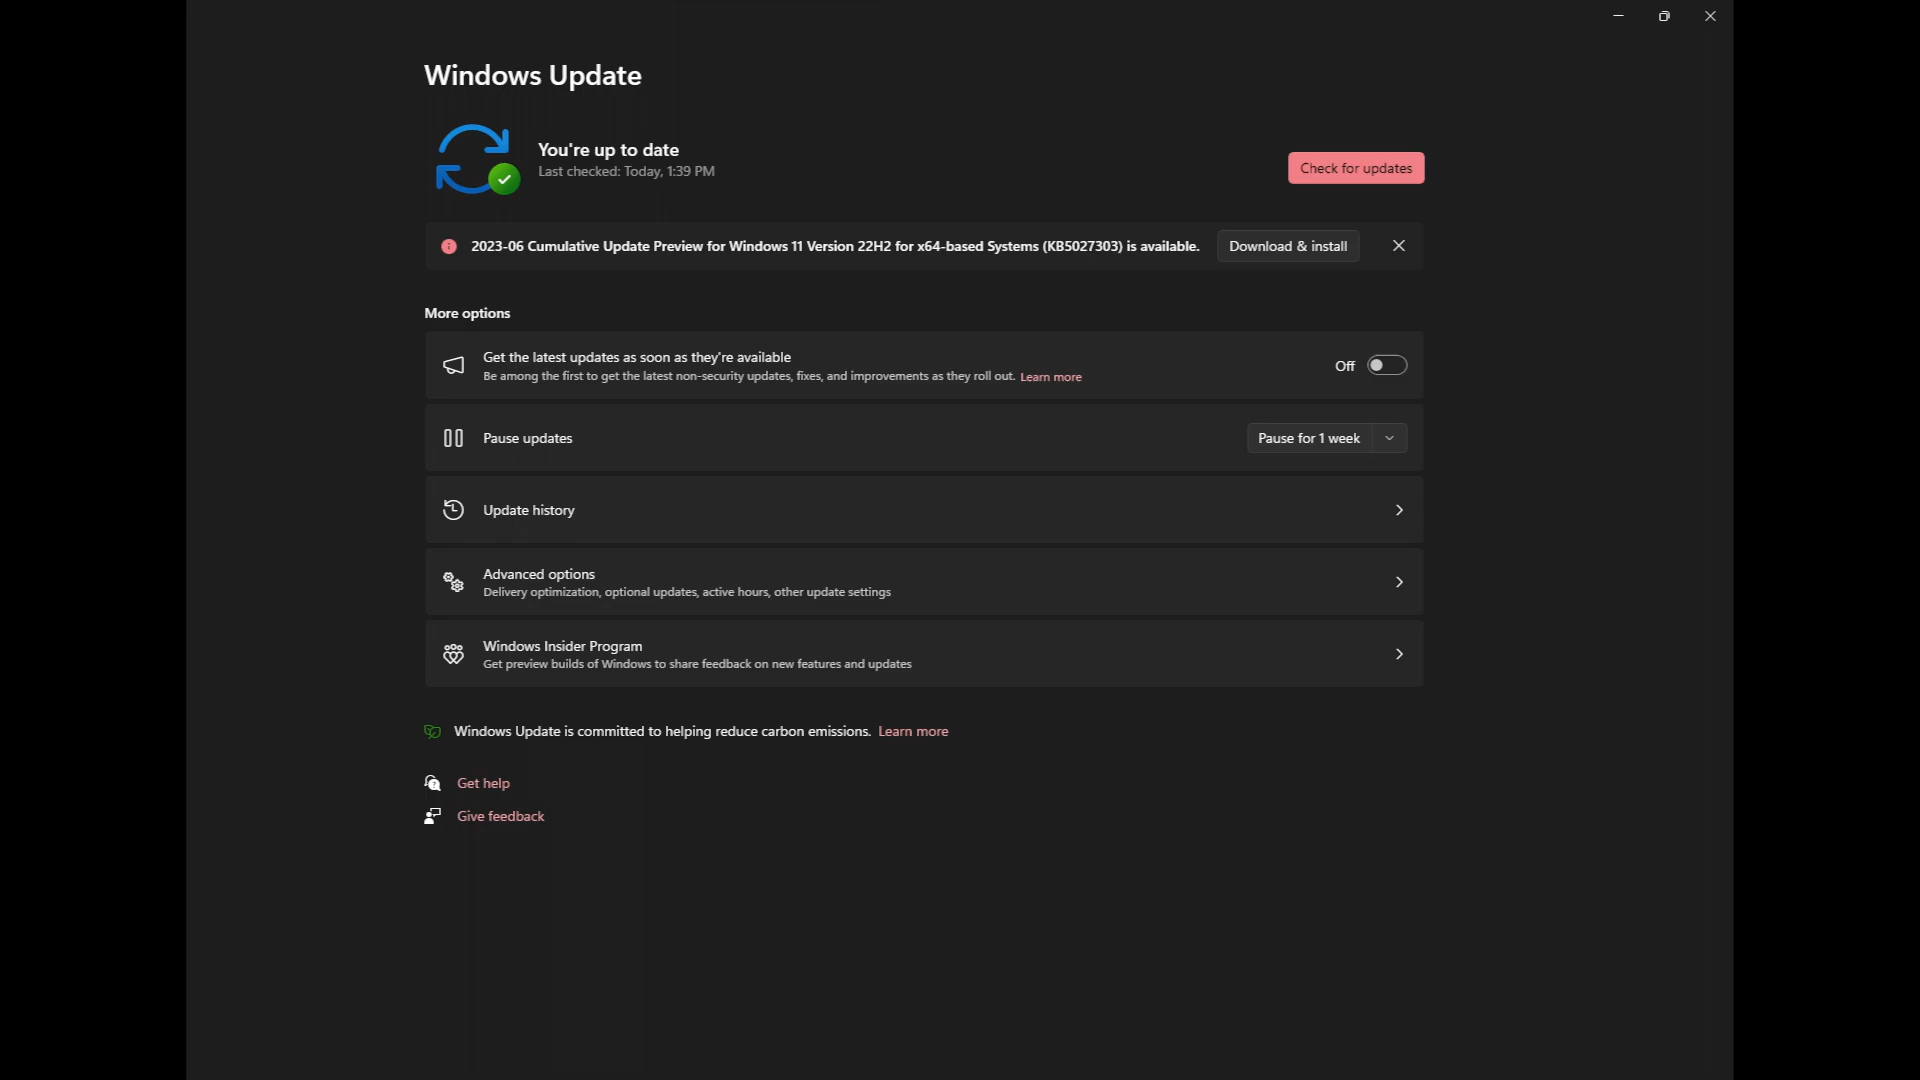 Windows Update
You're up to date
Last checked: Today, 1:39 PM
Check for updates
2023-06 Cumulative Update Preview for Windows 11 Version 22H2 for x64-based Systems (KB5027303) is available.
Download & install
More options
Get the latest updates as soon as they're available
Be among the first to get the latest non-security updates, fixes, and improvements as they roll out. Learn more
Off
Pause updates
Pause for 1 week
Update history
Advanced options
Delivery optimization, optional updates, active hours, other update settings
Windows Insider Program
Get preview builds of Windows to share feedback on new features and updates
Windows Update is committed to helping reduce carbon emissions. Learn more
Get help
Give feedback